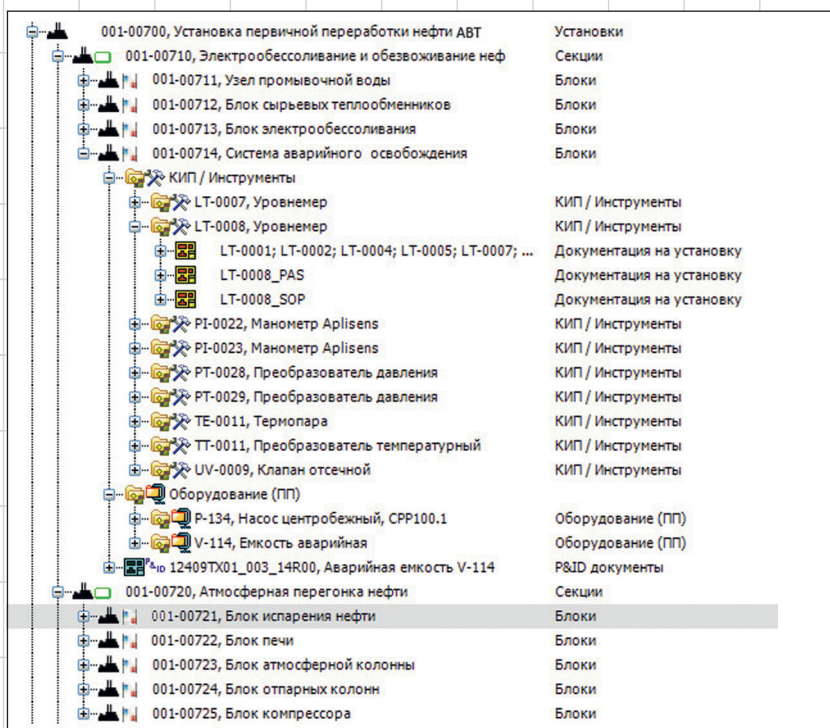 001-00700, Установка первичной переработки нефти АВТ Установки
001-00710, Электрообессоливание и обезвоживание неф Секции
001-00711, Узел промывочной воды Блоки
001-00712, Блок сырьевых теплообменников Блоки
001-00713, Блок электрообессоливания Блоки
001-00714, Система аварийного освобождения Блоки
КИП / Инструменты
LT-0007, Уровнемер КИП / Инструменты
LT-0008, Уровнемер КИП / Инструменты
LT-0001; LT-0002; LT-0004; LT-0005; LT-0007; ... Документация на установку
LT-0008_PAS Документация на установку
LT-0008_SOP Документация на установку
PI-0022, Манометр Aplisens КИП / Инструменты
PI-0023, Манометр Aplisens КИП / Инструменты
PT-0028, Преобразователь давления КИП / Инструменты
PT-0029, Преобразователь давления КИП / Инструменты
TE-0011, Термопара КИП / Инструменты
TT-0011, Преобразователь температурный КИП / Инструменты
UV-0009, Клапан отсечной КИП / Инструменты
Оборудование (ПП)
P-134, Насос центробежный, CPP100.1 Оборудование (ПП)
V-114, Емкость аварийная Оборудование (ПП)
P&ID 12409TX01_003_14R00, Аварийная емкость V-114 P&ID документы
001-00720, Атмосферная перегонка нефти Секции
001-00721, Блок испарения нефти Блоки
001-00722, Блок печи Блоки
001-00723, Блок атмосферной колонны Блоки
001-00724, Блок отпарных колонн Блоки
001-00725, Блок компрессора Блоки